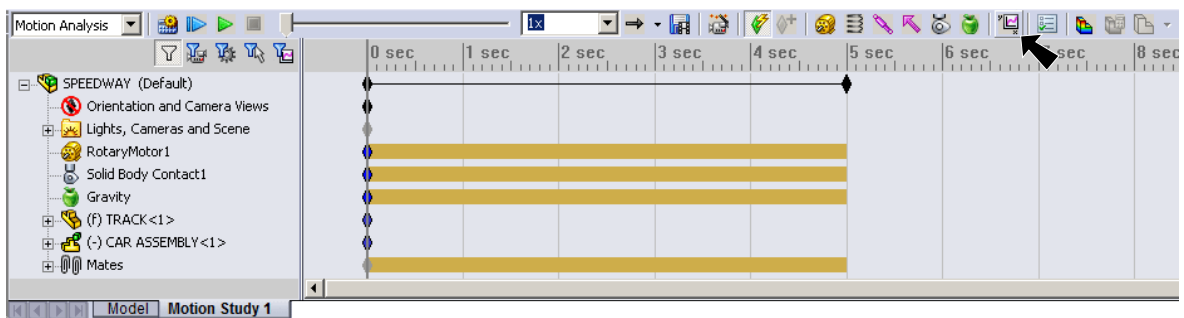 Motion Analysis 1x
0 sec 1 sec 2 sec 3 sec 4 sec 5 sec 6 sec sec 8 sec
SPEEDWAY (Default)
Orientation and Camera Views
Lights, Cameras and Scene
RotaryMotor1
Solid Body Contact1
Gravity
(f) TRACK<1>
(-) CAR ASSEMBLY<1>
Mates
Model Motion Study 1